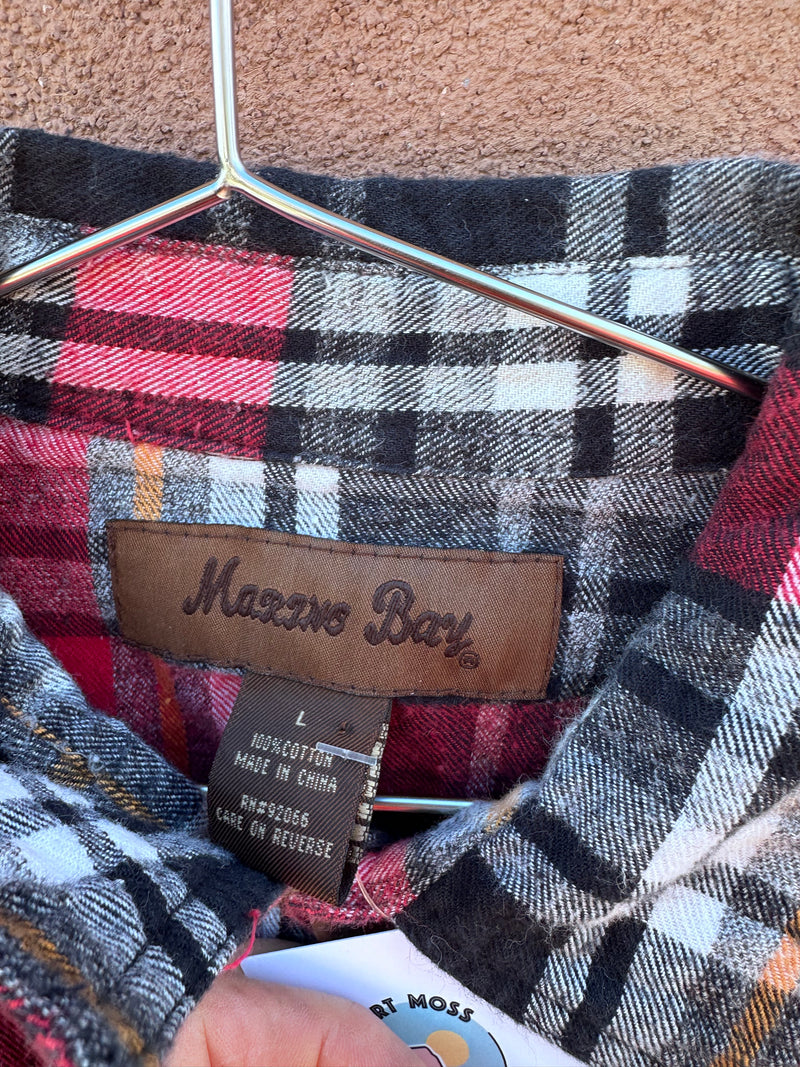 Marino Bay®
L
100% COTTON
MADE IN CHINA
RN#92066
CARE ON REVERSE
RT MOSS